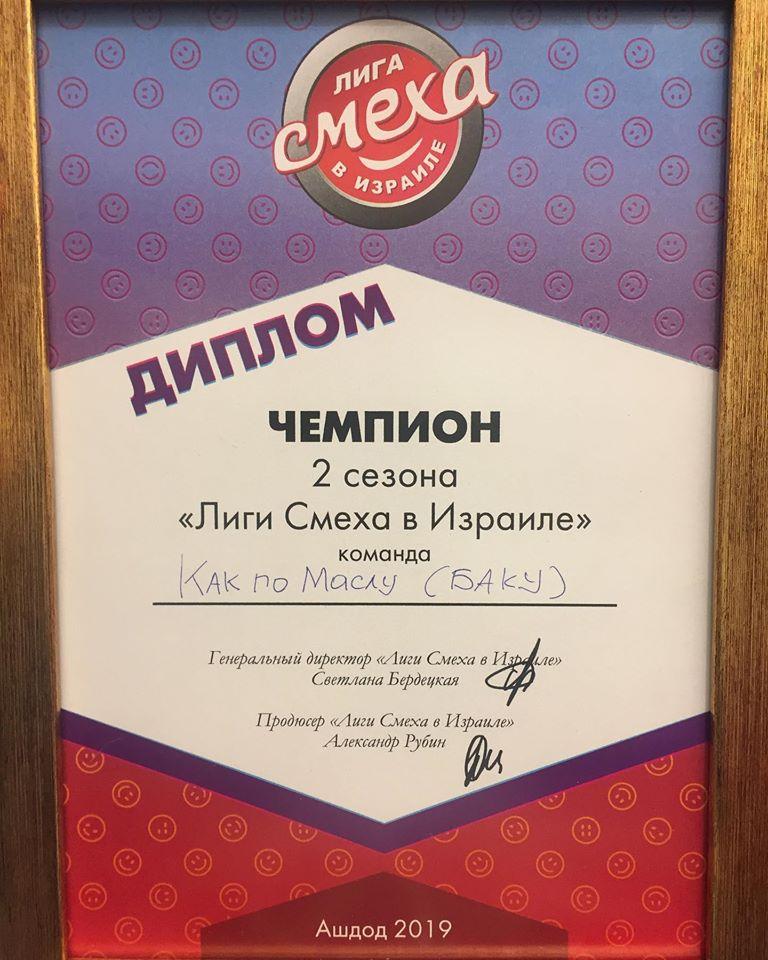 ЛИГА
смеха
В ИЗРАИЛЕ
ДИПЛОМ
ЧЕМПИОН
2 сезона
«Лиги Смеха в Израиле»
команда
Как по Маслу (БАКУ)
Генеральный директор «Лиги Смеха в Израиле»
Светлана Бердецкая
Продюсер «Лиги Смеха в Израиле»
Александр Рубин
Ашдод 2019